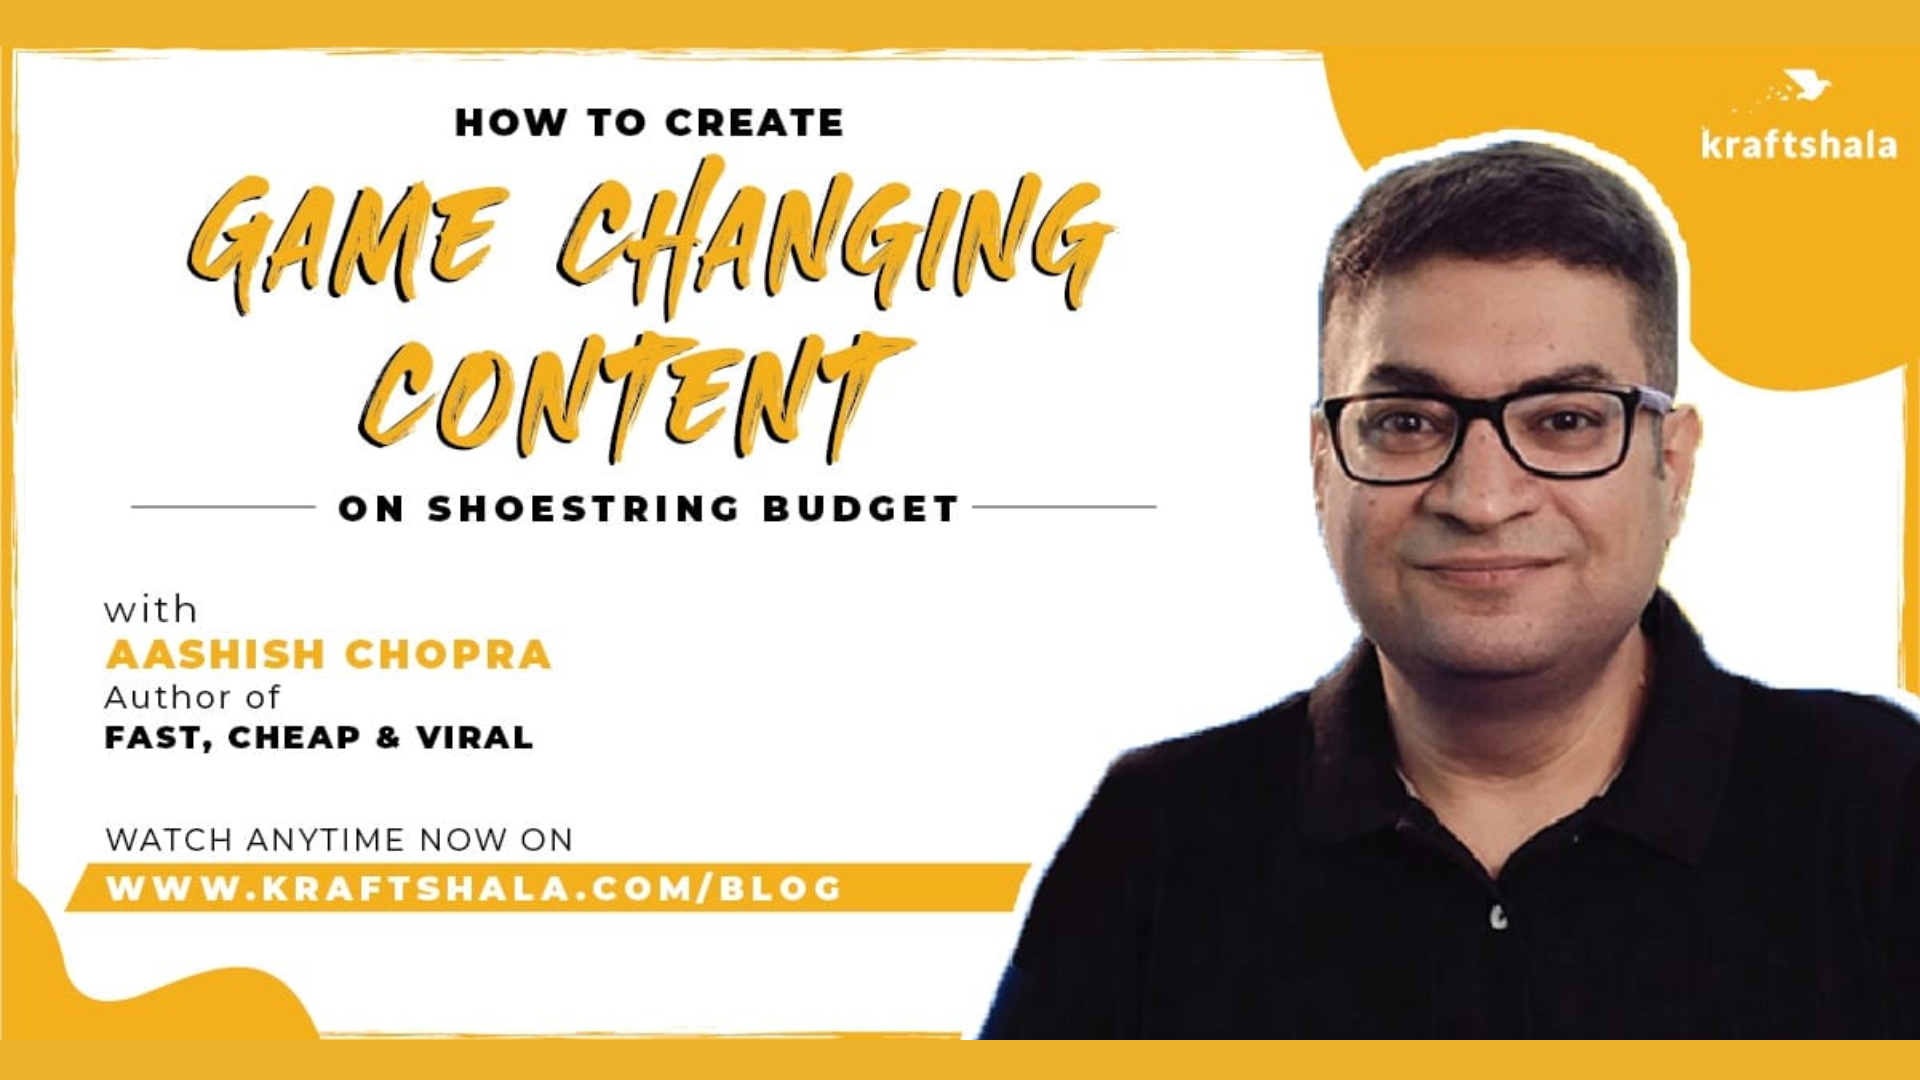 HOW TO CREATE
GAME CHANGING
CONTENT
ON SHOESTRING BUDGET
with
AASHISH CHOPRA
Author of
FAST, CHEAP & VIRAL
WATCH ANYTIME NOW ON
WWW.KRAFTSHALA.COM/BLOG
kraftshala